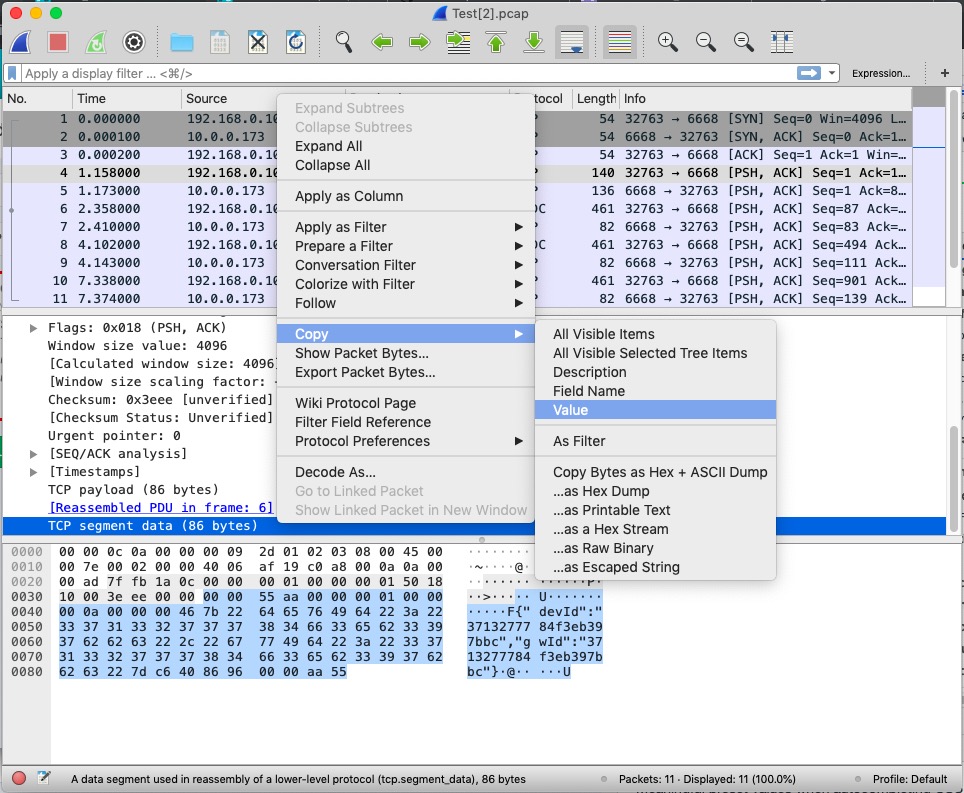 Test[2].pcap
Apply a display filter ... <⌘/>
Expression...
+
No. Time Source Length Info
1 0.000000 192.168.0.10 54 32763 → 6668 [SYN] Seq=0 Win=4096 L…
2 0.000100 10.0.0.173 54 6668 → 32763 [SYN, ACK] Seq=0 Ack=1…
3 0.000200 192.168.0.10 54 32763 → 6668 [ACK] Seq=1 Ack=1 Win=…
4 1.158000 192.168.0.10 140 32763 → 6668 [PSH, ACK] Seq=1 Ack=1…
5 1.173000 10.0.0.173 136 6668 → 32763 [PSH, ACK] Seq=1 Ack=8…
6 2.358000 192.168.0.10 461 32763 → 6668 [PSH, ACK] Seq=87 Ack=…
7 2.410000 10.0.0.173 82 6668 → 32763 [PSH, ACK] Seq=83 Ack=…
8 4.102000 192.168.0.10 461 32763 → 6668 [PSH, ACK] Seq=494 Ack…
9 4.143000 10.0.0.173 82 6668 → 32763 [PSH, ACK] Seq=111 Ack…
10 7.338000 192.168.0.10 461 32763 → 6668 [PSH, ACK] Seq=901 Ack…
11 7.374000 10.0.0.173 82 6668 → 32763 [PSH, ACK] Seq=139 Ack…
Expand Subtrees
Collapse Subtrees
Expand All
Collapse All
Apply as Column
Apply as Filter
Prepare a Filter
Conversation Filter
Colorize with Filter
Follow
Copy
Show Packet Bytes...
Export Packet Bytes...
Wiki Protocol Page
Filter Field Reference
Protocol Preferences
Decode As...
Go to Linked Packet
Show Linked Packet in New Window
All Visible Items
All Visible Selected Tree Items
Description
Field Name
Value
As Filter
Copy Bytes as Hex + ASCII Dump
...as Hex Dump
...as Printable Text
...as a Hex Stream
...as Raw Binary
...as Escaped String
Flags: 0x018 (PSH, ACK)
Window size value: 4096
[Calculated window size: 4096
[Window size scaling factor:
Checksum: 0x3eee [unverified]
[Checksum Status: Unverified]
Urgent pointer: 0
[SEQ/ACK analysis]
[Timestamps]
TCP payload (86 bytes)
[Reassembled PDU in frame: 6]
TCP segment data (86 bytes)
0000 00 00 0c 0a 00 00 00 09 2d 01 02 03 08 00 45 00
0010 00 7e 00 02 00 00 40 06 af 19 c0 a8 00 0a 0a 00
0020 00 ad 7f fb 1a 0c 00 00 00 01 00 00 00 01 50 18
0030 10 00 3e ee 00 00 00 00 55 aa 00 00 00 01 00 00 ··>····· U·······
0040 00 0a 00 00 00 46 7b 22 64 65 76 49 64 22 3a 22 ·····F{" devId":"
0050 33 37 31 33 32 37 37 37 38 34 66 33 65 62 33 39 37132777 84f3eb39
0060 37 62 62 63 22 2c 22 67 77 49 64 22 3a 22 33 37 7bbc","g wId":"37
0070 31 33 32 37 37 37 38 34 66 33 65 62 33 39 37 62 13277784 f3eb397b
0080 62 63 22 7d c6 40 86 96 00 00 aa 55 bc"}·@·· ···U
A data segment used in reassembly of a lower-level protocol (tcp.segment_data), 86 bytes
Packets: 11 · Displayed: 11 (100.0%)
Profile: Default